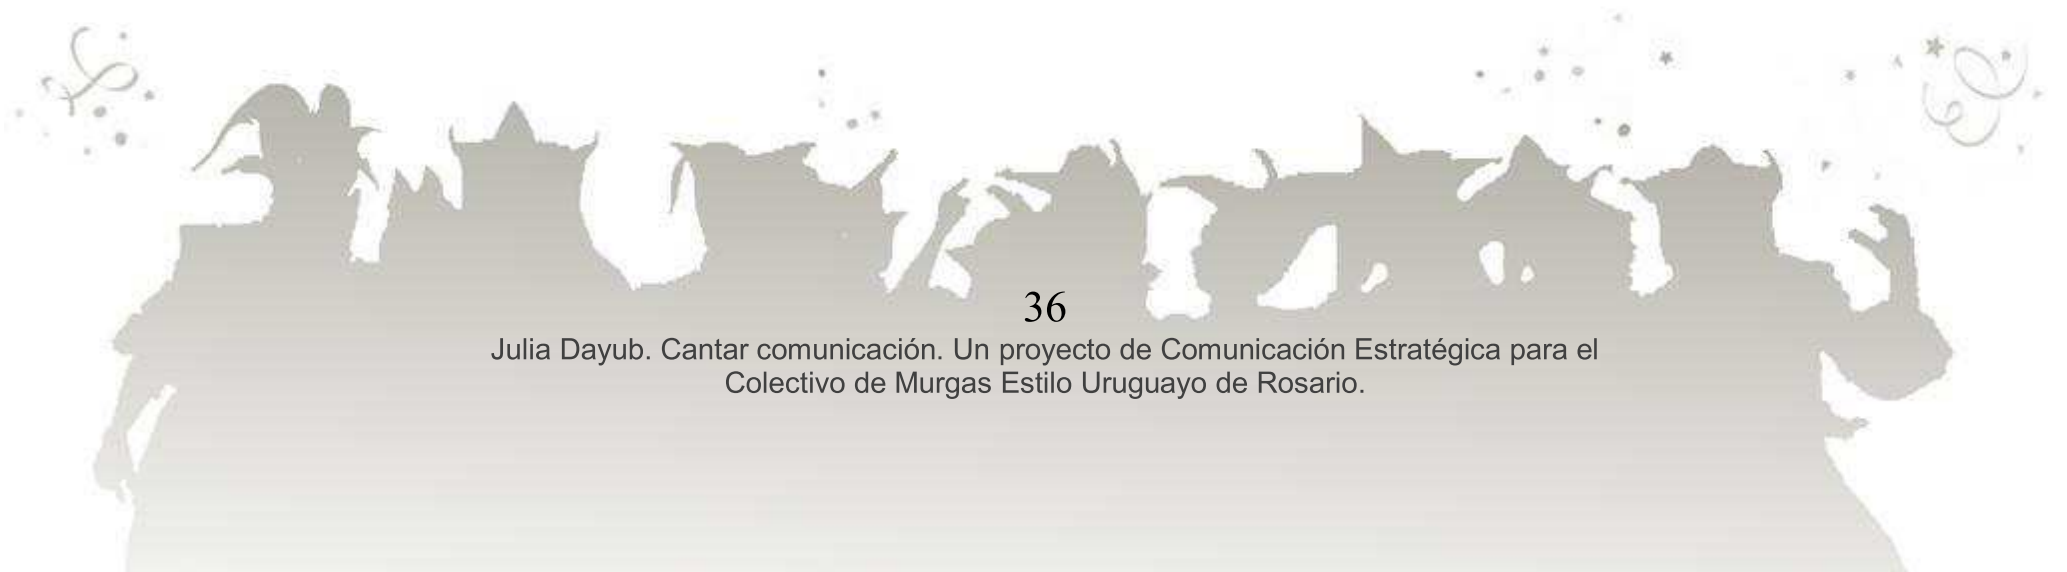 36
Julia Dayub. Cantar comunicación. Un proyecto de Comunicación Estratégica para el
Colectivo de Murgas Estilo Uruguayo de Rosario.